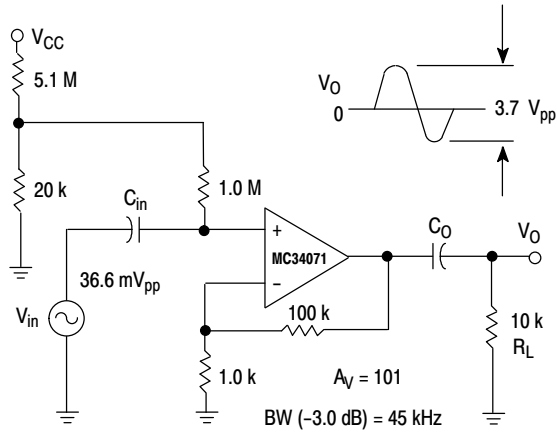 VCC
5.1 M
VO
0
3.7 Vpp
20 k
Cin
1.0 M
+
MC34071
–
CO
VO
36.6 mVpp
Vin
100 k
10 k
RL
1.0 k
AV = 101
BW (–3.0 dB) = 45 kHz